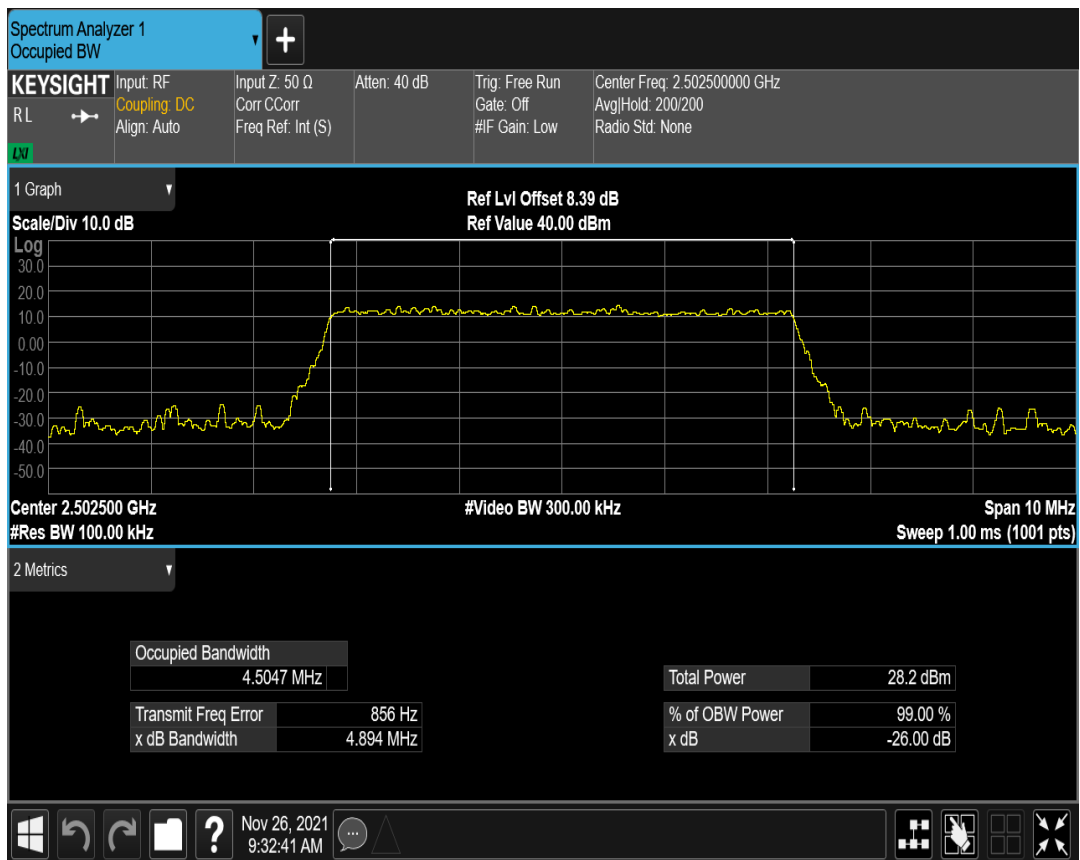 Spectrum Analyzer 1
Occupied BW
+
KEYSIGHT
R L
LXI
Input: RF
Coupling: DC
Align: Auto
Input Z: 50 Ω
Corr CCorr
Freq Ref: Int (S)
Atten: 40 dB
Trig: Free Run
Gate: Off
#IF Gain: Low
Center Freq: 2.502500000 GHz
Avg|Hold: 200/200
Radio Std: None
1 Graph
Ref Lvl Offset 8.39 dB
Scale/Div 10.0 dB
Ref Value 40.00 dBm
Log
30.0
20.0
10.0
0.00
-10.0
-20.0
-30.0
-40.0
-50.0
Center 2.502500 GHz
#Video BW 300.00 kHz
Span 10 MHz
#Res BW 100.00 kHz
Sweep 1.00 ms (1001 pts)
2 Metrics
Occupied Bandwidth
4.5047 MHz
Transmit Freq Error 856 Hz
x dB Bandwidth 4.894 MHz
Total Power 28.2 dBm
% of OBW Power 99.00 %
x dB -26.00 dB
?
Nov 26, 2021
9:32:41 AM